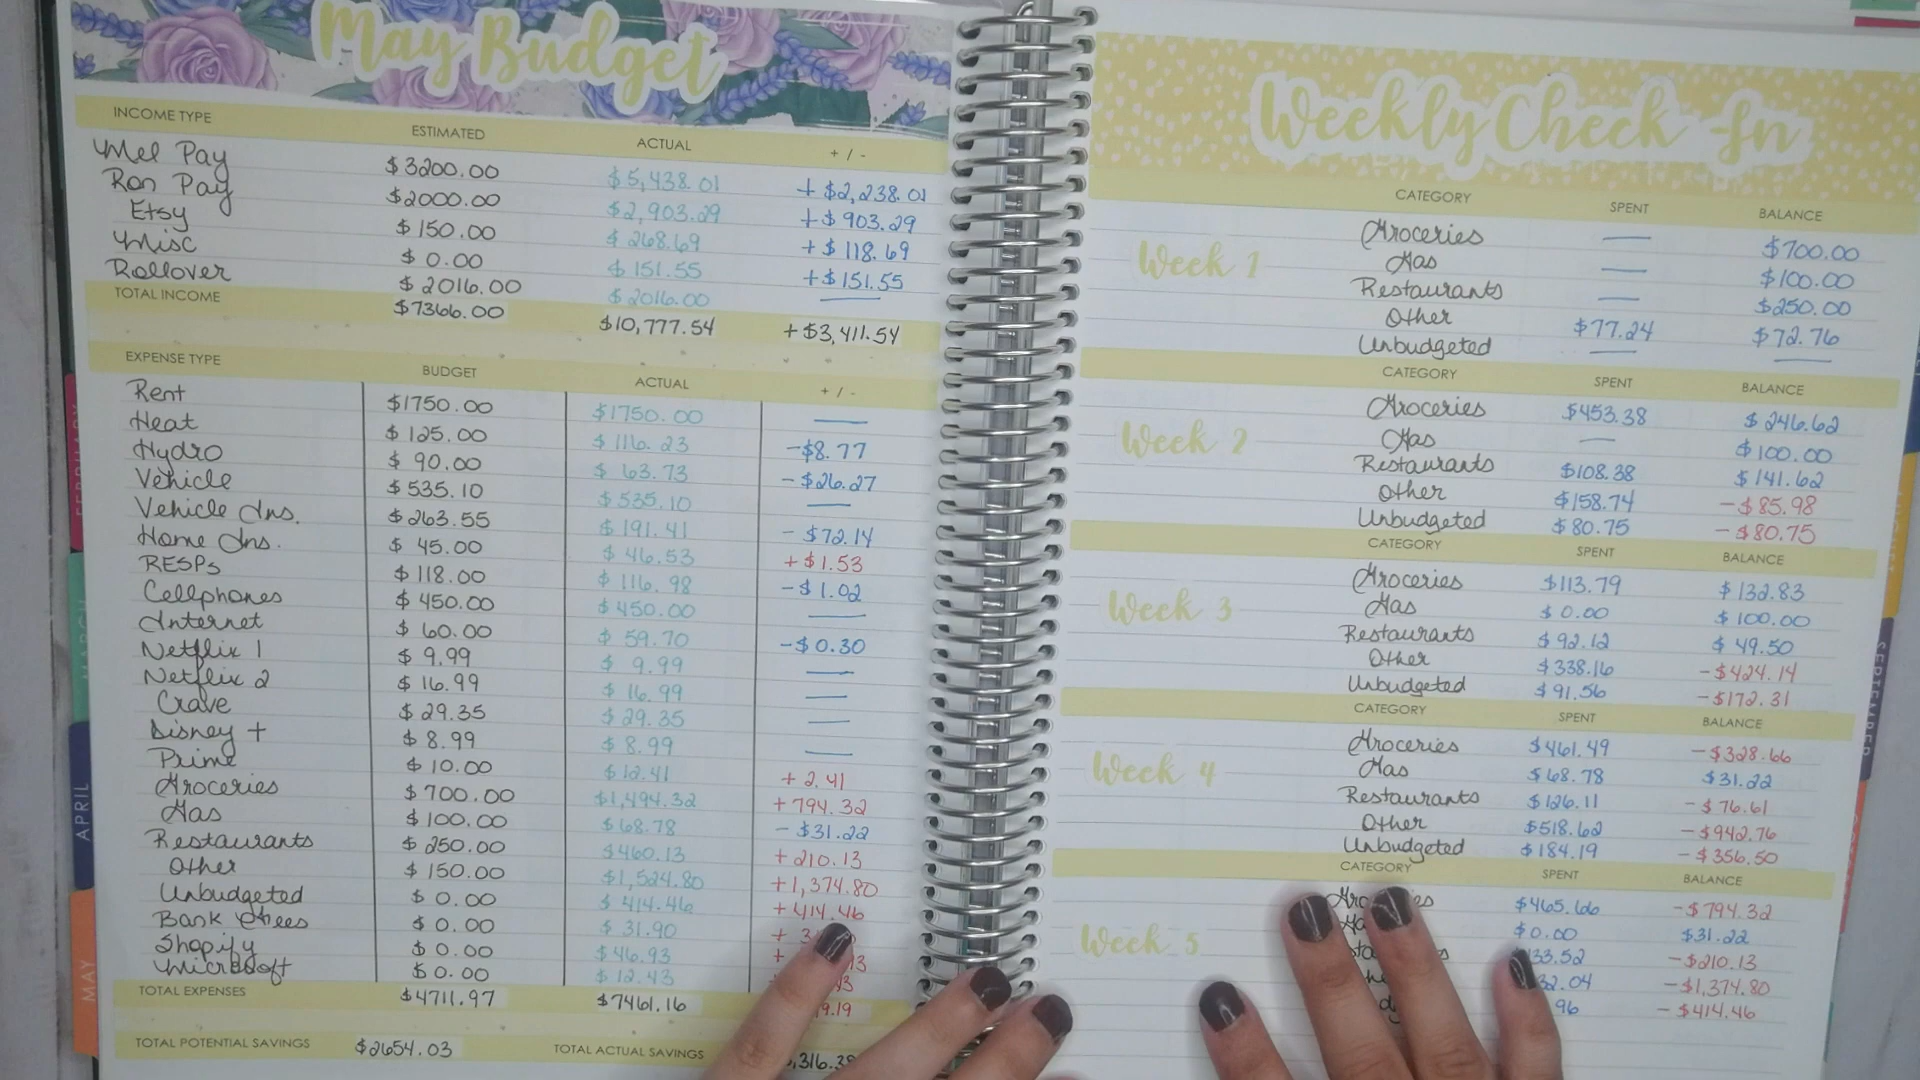 May Budget
INCOME TYPE ESTIMATED ACTUAL + / -
Mel Pay $3200.00 $5,438.01 + $2,238.01
Ron Pay $2000.00 $2,903.29 + $903.29
Etsy $150.00 $268.69 + $118.69
Misc $0.00 $151.55 + $151.55
Rollover $2016.00 $2016.00 —
TOTAL INCOME $7366.00 $10,777.54 + $3,411.54
EXPENSE TYPE BUDGET ACTUAL + / -
Rent $1750.00 $1750.00 —
Heat $125.00 $116.23 - $8.77
Hydro $90.00 $63.73 - $26.27
Vehicle $535.10 $535.10 —
Vehicle Ins. $263.55 $191.41 - $72.14
Home Ins. $45.00 $46.53 + $1.53
RESPs $118.00 $116.98 - $1.02
Cellphones $450.00 $450.00 —
Internet $60.00 $59.70 - $0.30
Netflix 1 $9.99 $9.99 —
Netflix 2 $16.99 $16.99 —
Crave $29.35 $29.35 —
Disney + $8.99 $8.99 —
Prime $10.00 $12.41 + 2.41
Groceries $700.00 $1,494.32 + 794.32
Gas $100.00 $68.78 - $31.22
Restaurants $250.00 $460.13 + 210.13
Other $150.00 $1,524.80 + 1,374.80
Unbudgeted $0.00 $414.46 + 414.46
Bank Fees $0.00 $31.90 + 3
Shopify $0.00 $46.93 +
Microsoft $0.00 $12.43
TOTAL EXPENSES $4711.97 $7461.16 9.19
TOTAL POTENTIAL SAVINGS $2654.03 TOTAL ACTUAL SAVINGS ,316.38
Weekly Check-In
CATEGORY SPENT BALANCE
Week 1
Groceries — $700.00
Gas — $100.00
Restaurants — $250.00
Other $77.24 $72.76
Unbudgeted — —
CATEGORY SPENT BALANCE
Week 2
Groceries $453.38 $246.62
Gas — $100.00
Restaurants $108.38 $141.62
Other $158.74 - $85.98
Unbudgeted $80.75 - $80.75
CATEGORY SPENT BALANCE
Week 3
Groceries $113.79 $132.83
Gas $0.00 $100.00
Restaurants $92.12 $49.50
Other $338.16 - $424.14
Unbudgeted $91.56 - $172.31
CATEGORY SPENT BALANCE
Week 4
Groceries $461.49 - $328.66
Gas $68.78 $31.22
Restaurants $126.11 - $76.61
Other $518.62 - $942.76
Unbudgeted $184.19 - $356.50
CATEGORY SPENT BALANCE
Week 5
$465.66 - $794.32
$0.00 $31.22
133.52 - $210.13
32.04 - $1,374.80
96 - $414.46
MARCH
APRIL
MAY
SEPTEMBER